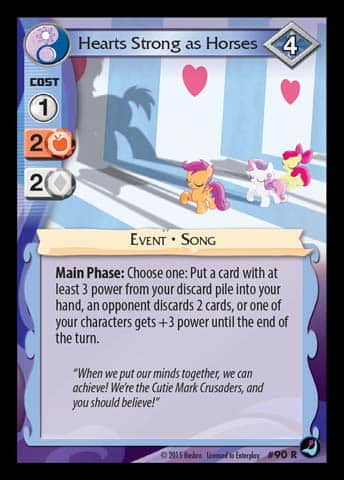 Hearts Strong as Horses
4
COST
1
2
2
EVENT • SONG
Main Phase: Choose one: Put a card with at
least 3 power from your discard pile into your
hand, an opponent discards 2 cards, or one of
your characters gets +3 power until the end of
the turn.
"When we put our minds together, we can
achieve! We're the Cutie Mark Crusaders, and
you should believe!"
© 2015 Hasbro. Licensed to Enterplay. #90 R